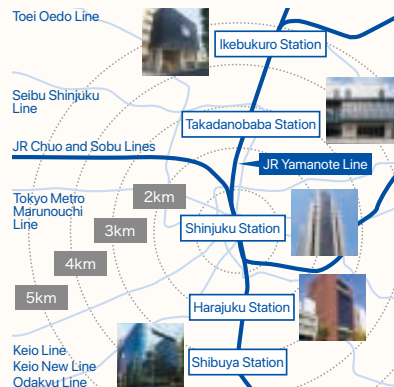 Toei Oedo Line
Ikebukuro Station
Seibu Shinjuku
Line
Takadanobaba Station
JR Chuo and Sobu Lines
JR Yamanote Line
2km
Tokyo Metro
Marunouchi
Line
3km
Shinjuku Station
4km
5km
Harajuku Station
Keio Line
Keio New Line
Odakyu Line
Shibuya Station